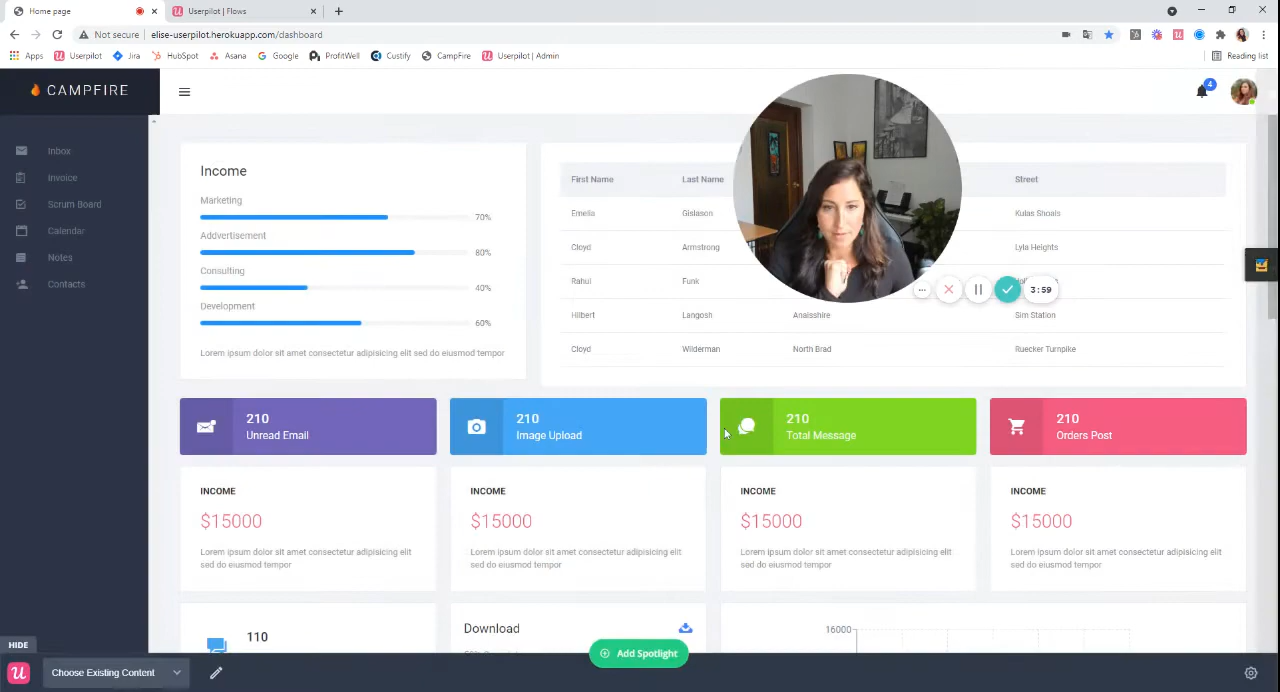 Home page
Userpilot | Flows
Not secure
elise-userpilot.herokuapp.com/dashboard
Apps
Userpilot
Jira
HubSpot
Asana
Google
ProfitWell
Custify
CampFire
Userpilot | Admin
Reading list
CAMPFIRE
4
Inbox
Invoice
Scrum Board
Calendar
Notes
Contacts
Income
Marketing
70%
Addvertisement
80%
Consulting
40%
Development
60%
Lorem ipsum dolor sit amet consectetur adipisicing elit sed do eiusmod tempor
First Name Last Name Street
Emelia Gislason Kulas Shoals
Cloyd Armstrong Lyla Heights
Rahul Funk
Hilbert Langosh Anaisshire Sim Station
Cloyd Wilderman North Brad Ruecker Turnpike
3:59
210
Unread Email
210
Image Upload
210
Total Message
210
Orders Post
INCOME
$15000
Lorem ipsum dolor sit amet consectetur adipisicing elit
sed do eiusmod tempor
INCOME
$15000
Lorem ipsum dolor sit amet consectetur adipisicing elit
sed do eiusmod tempor
INCOME
$15000
Lorem ipsum dolor sit amet consectetur adipisicing elit
sed do eiusmod tempor
INCOME
$15000
Lorem ipsum dolor sit amet consectetur adipisicing elit
sed do eiusmod tempor
110
Download
16000
Add Spotlight
HIDE
Choose Existing Content